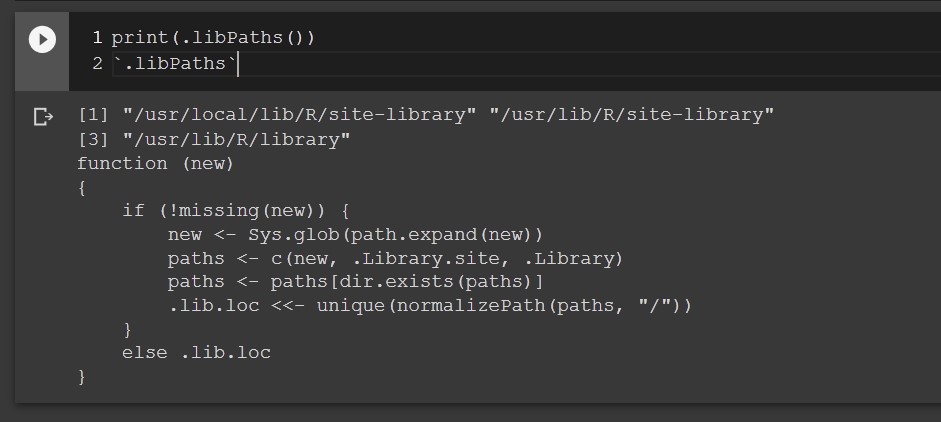 1 print(.libPaths())
2 `.libPaths`
[1] "/usr/local/lib/R/site-library" "/usr/lib/R/site-library"
[3] "/usr/lib/R/library"
function (new)
{
    if (!missing(new)) {
        new <- Sys.glob(path.expand(new))
        paths <- c(new, .Library.site, .Library)
        paths <- paths[dir.exists(paths)]
        .lib.loc <<- unique(normalizePath(paths, "/"))
    }
    else .lib.loc
}